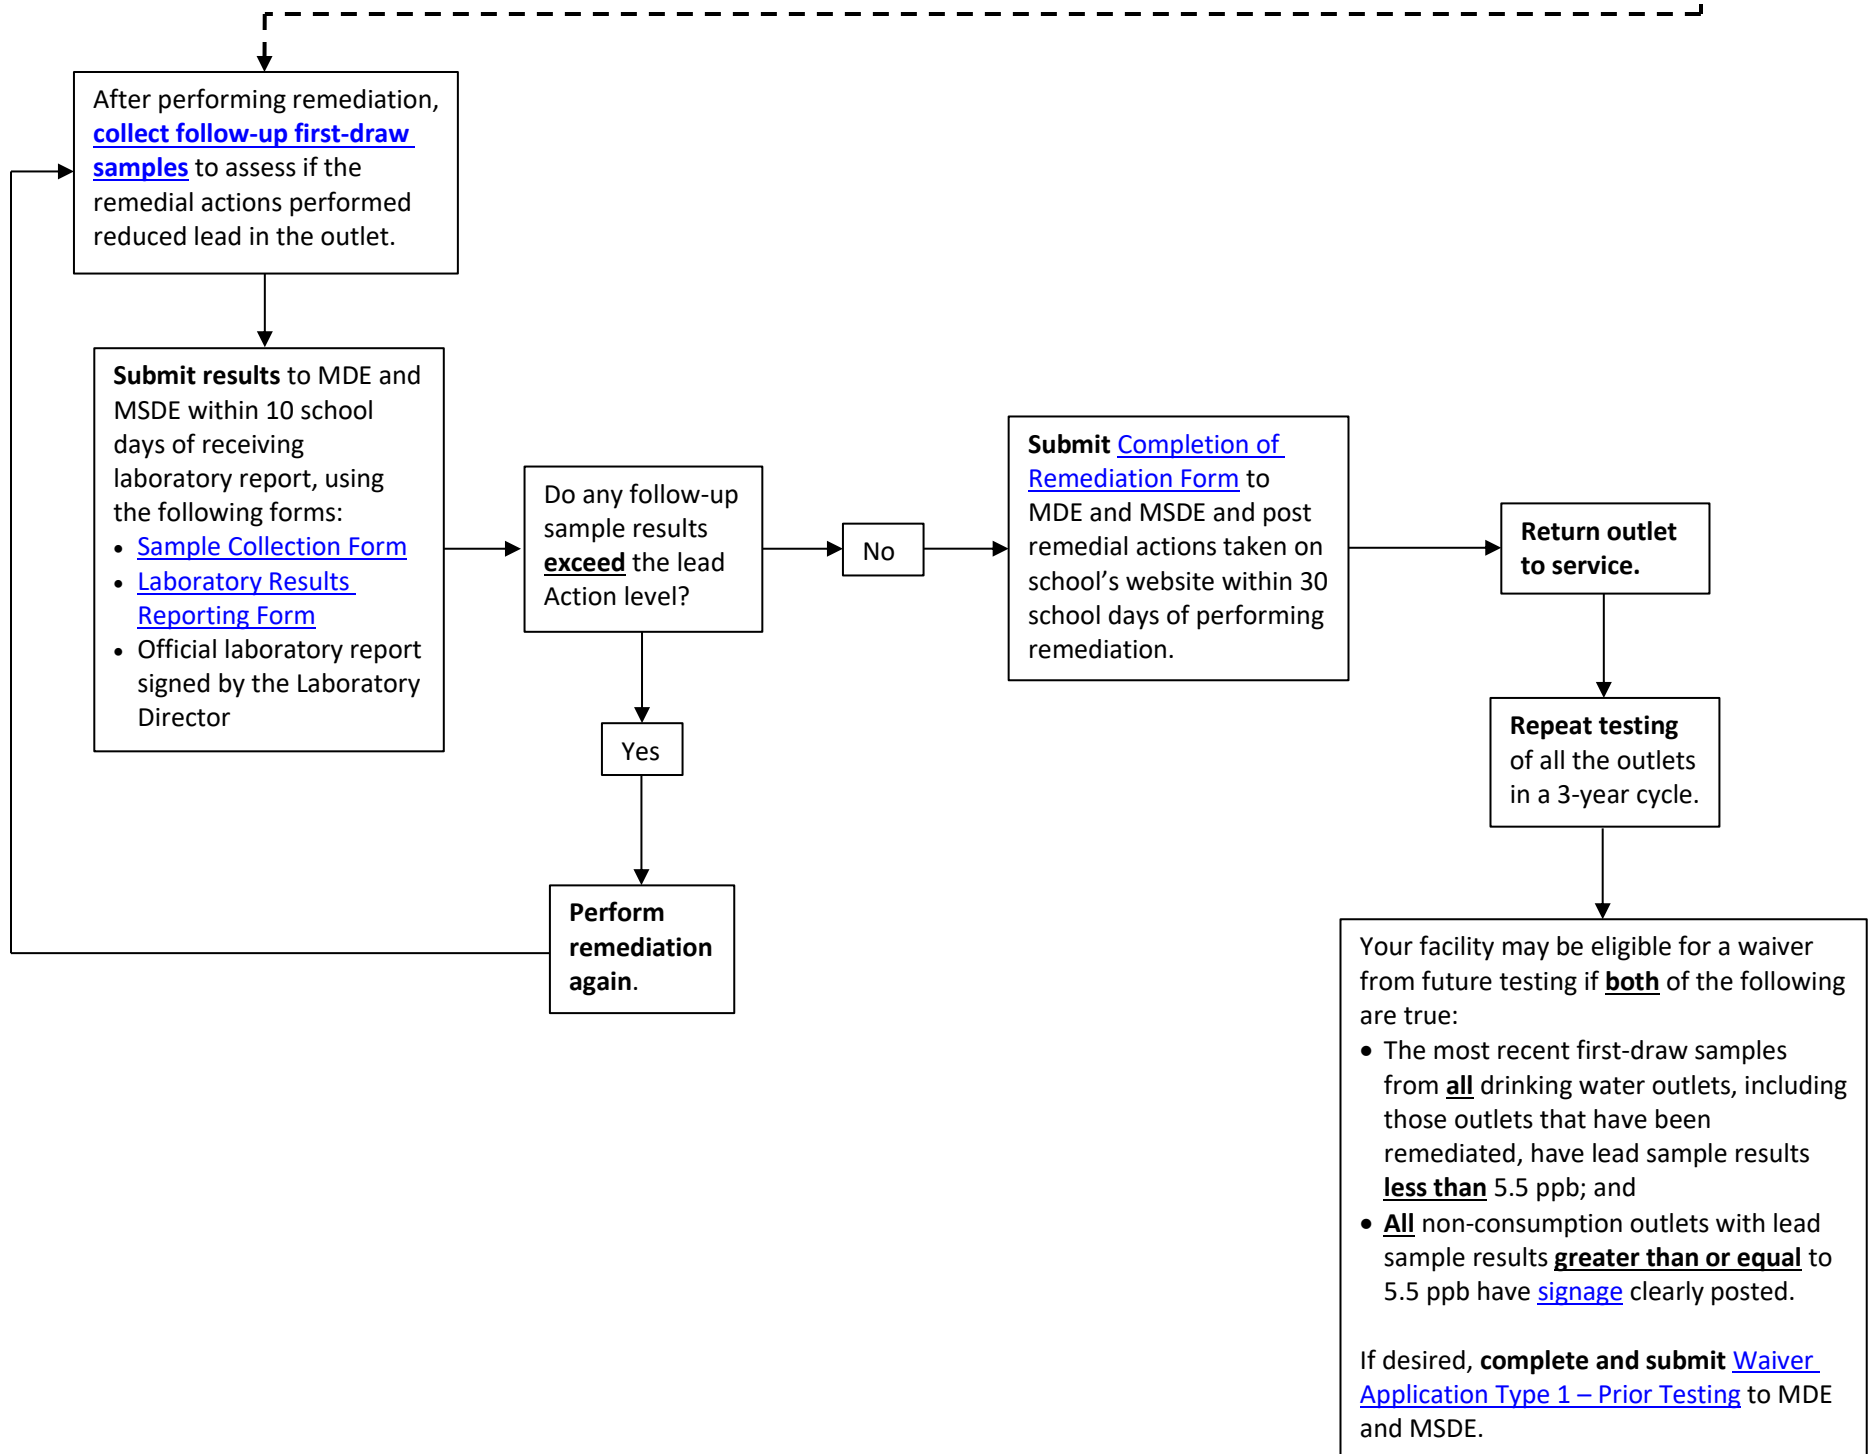 After performing remediation,
collect follow-up first-draw
samples to assess if the
remedial actions performed
reduced lead in the outlet.
Submit results to MDE and
MSDE within 10 school
days of receiving
laboratory report, using
the following forms:
• Sample Collection Form
• Laboratory Results
Reporting Form
• Official laboratory report
signed by the Laboratory
Director
Do any follow-up
sample results
exceed the lead
Action level?
No
Yes
Perform
remediation
again.
Submit Completion of
Remediation Form to
MDE and MSDE and post
remedial actions taken on
school’s website within 30
school days of performing
remediation.
Return outlet
to service.
Repeat testing
of all the outlets
in a 3-year cycle.
Your facility may be eligible for a waiver
from future testing if both of the following
are true:
• The most recent first-draw samples
from all drinking water outlets, including
those outlets that have been
remediated, have lead sample results
less than 5.5 ppb; and
• All non-consumption outlets with lead
sample results greater than or equal to
5.5 ppb have signage clearly posted.
If desired, complete and submit Waiver
Application Type 1 – Prior Testing to MDE
and MSDE.